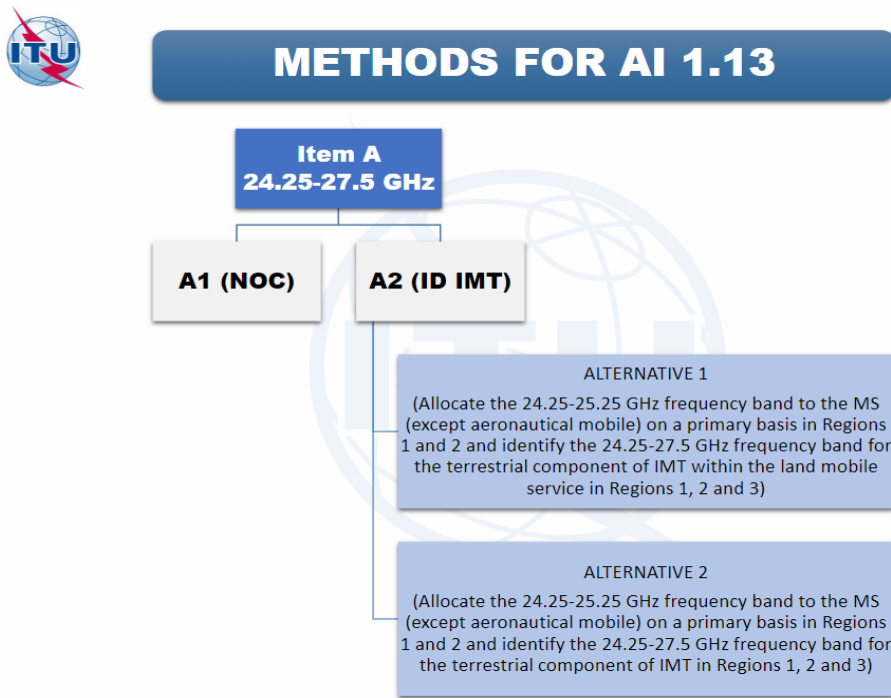 ITU
METHODS FOR AI 1.13
Item A
24.25-27.5 GHz
A1 (NOC)
A2 (ID IMT)
ALTERNATIVE 1
(Allocate the 24.25-25.25 GHz frequency band to the MS
(except aeronautical mobile) on a primary basis in Regions
1 and 2 and identify the 24.25-27.5 GHz frequency band for
the terrestrial component of IMT within the land mobile
service in Regions 1, 2 and 3)
ALTERNATIVE 2
(Allocate the 24.25-25.25 GHz frequency band to the MS
(except aeronautical mobile) on a primary basis in Regions
1 and 2 and identify the 24.25-27.5 GHz frequency band for
the terrestrial component of IMT in Regions 1, 2 and 3)
ITU